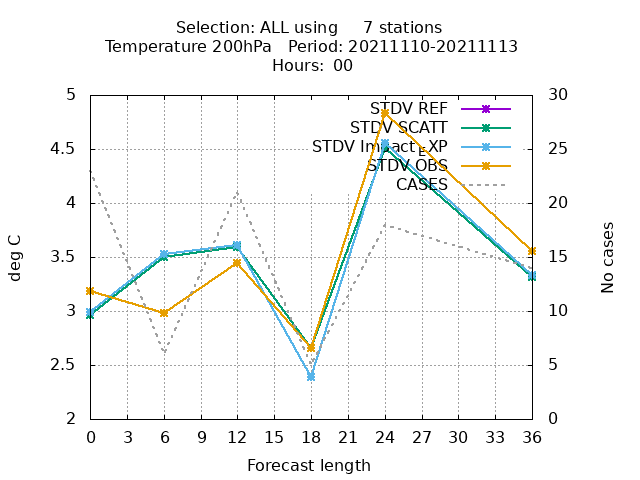 Selection: ALL using 7 stations
Temperature 200hPa Period: 20211110-20211113
Hours: 00
STDV REF
STDV SCATT
STDV Impact_EXP
STDV OBS
CASES
deg C
5
4.5
4
3.5
3
2.5
2
30
25
20
15
10
5
0
No cases
0 3 6 9 12 15 18 21 24 27 30 33 36
Forecast length